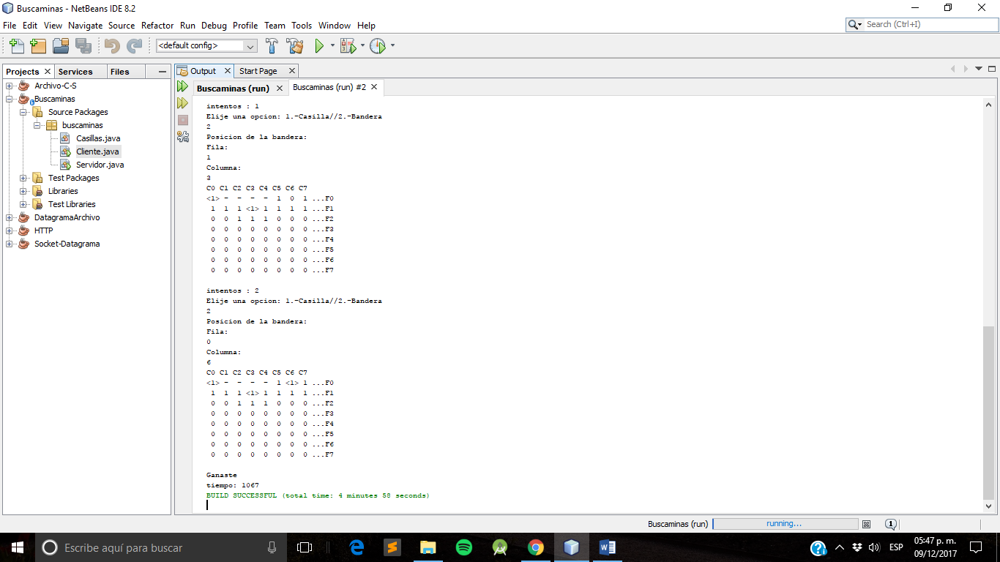 Buscaminas - NetBeans IDE 8.2
File Edit View Navigate Source Refactor Run Debug Profile Team Tools Window Help
Search (Ctrl+I)
<default config>
Projects Services Files
Output Start Page
Archivo-C-S
Buscaminas
Source Packages
buscaminas
Casillas.java
Cliente.java
Servidor.java
Test Packages
Libraries
Test Libraries
DatagramaArchivo
HTTP
Socket-Datagrama
Buscaminas (run) Buscaminas (run) #2
intentos : 1
Elije una opcion: 1.-Casilla//2.-Bandera
2
Posicion de la bandera:
Fila:
1
Columna:
3
C0 C1 C2 C3 C4 C5 C6 C7
<1> - - - - 1 0 1 ...F0
1 1 1 <1> 1 1 1 1 ...F1
0 0 1 1 1 0 0 0 ...F2
0 0 0 0 0 0 0 0 ...F3
0 0 0 0 0 0 0 0 ...F4
0 0 0 0 0 0 0 0 ...F5
0 0 0 0 0 0 0 0 ...F6
0 0 0 0 0 0 0 0 ...F7
intentos : 2
Elije una opcion: 1.-Casilla//2.-Bandera
2
Posicion de la bandera:
Fila:
0
Columna:
6
C0 C1 C2 C3 C4 C5 C6 C7
<1> - - - - 1 <1> 1 ...F0
1 1 1 <1> 1 1 1 1 ...F1
0 0 1 1 1 0 0 0 ...F2
0 0 0 0 0 0 0 0 ...F3
0 0 0 0 0 0 0 0 ...F4
0 0 0 0 0 0 0 0 ...F5
0 0 0 0 0 0 0 0 ...F6
0 0 0 0 0 0 0 0 ...F7
Ganaste
tiempo: 1067
BUILD SUCCESSFUL (total time: 4 minutes 58 seconds)
Buscaminas (run) running... 1
Escribe aquí para buscar
ESP
05:47 p. m.
09/12/2017